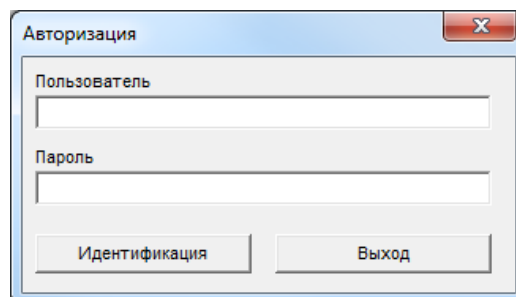 Авторизация
Пользователь
Пароль
Идентификация Выход